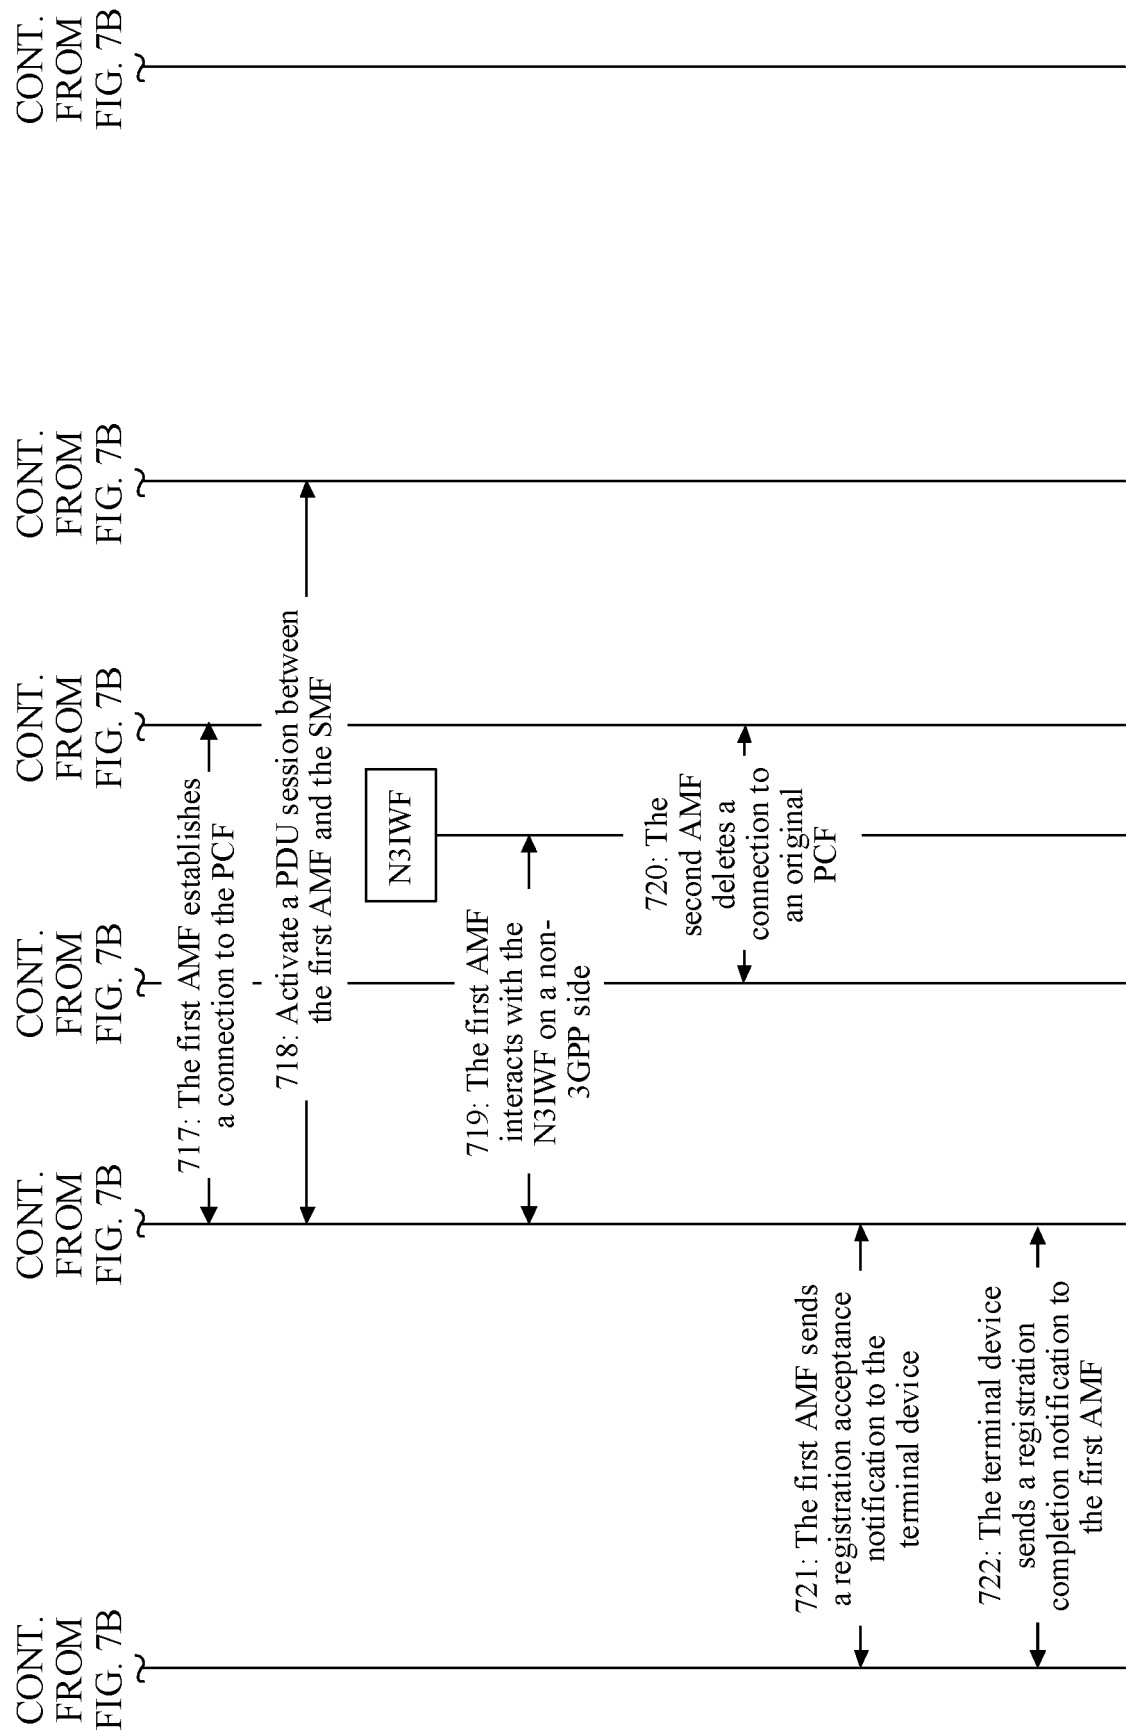 CONT.
FROM
FIG. 7B
CONT.
FROM
FIG. 7B
CONT.
FROM
FIG. 7B
CONT.
FROM
FIG. 7B
CONT.
FROM
FIG. 7B
CONT.
FROM
FIG. 7B
717: The first AMF establishes
a connection to the PCF
718: Activate a PDU session between
the first AMF and the SMF
N3IWF
719: The first AMF
interacts with the
N3IWF on a non-
3GPP side
720: The
second AMF
deletes a
connection to
an original
PCF
721: The first AMF sends
a registration acceptance
notification to the
terminal device
722: The terminal device
sends a registration
completion notification to
the first AMF